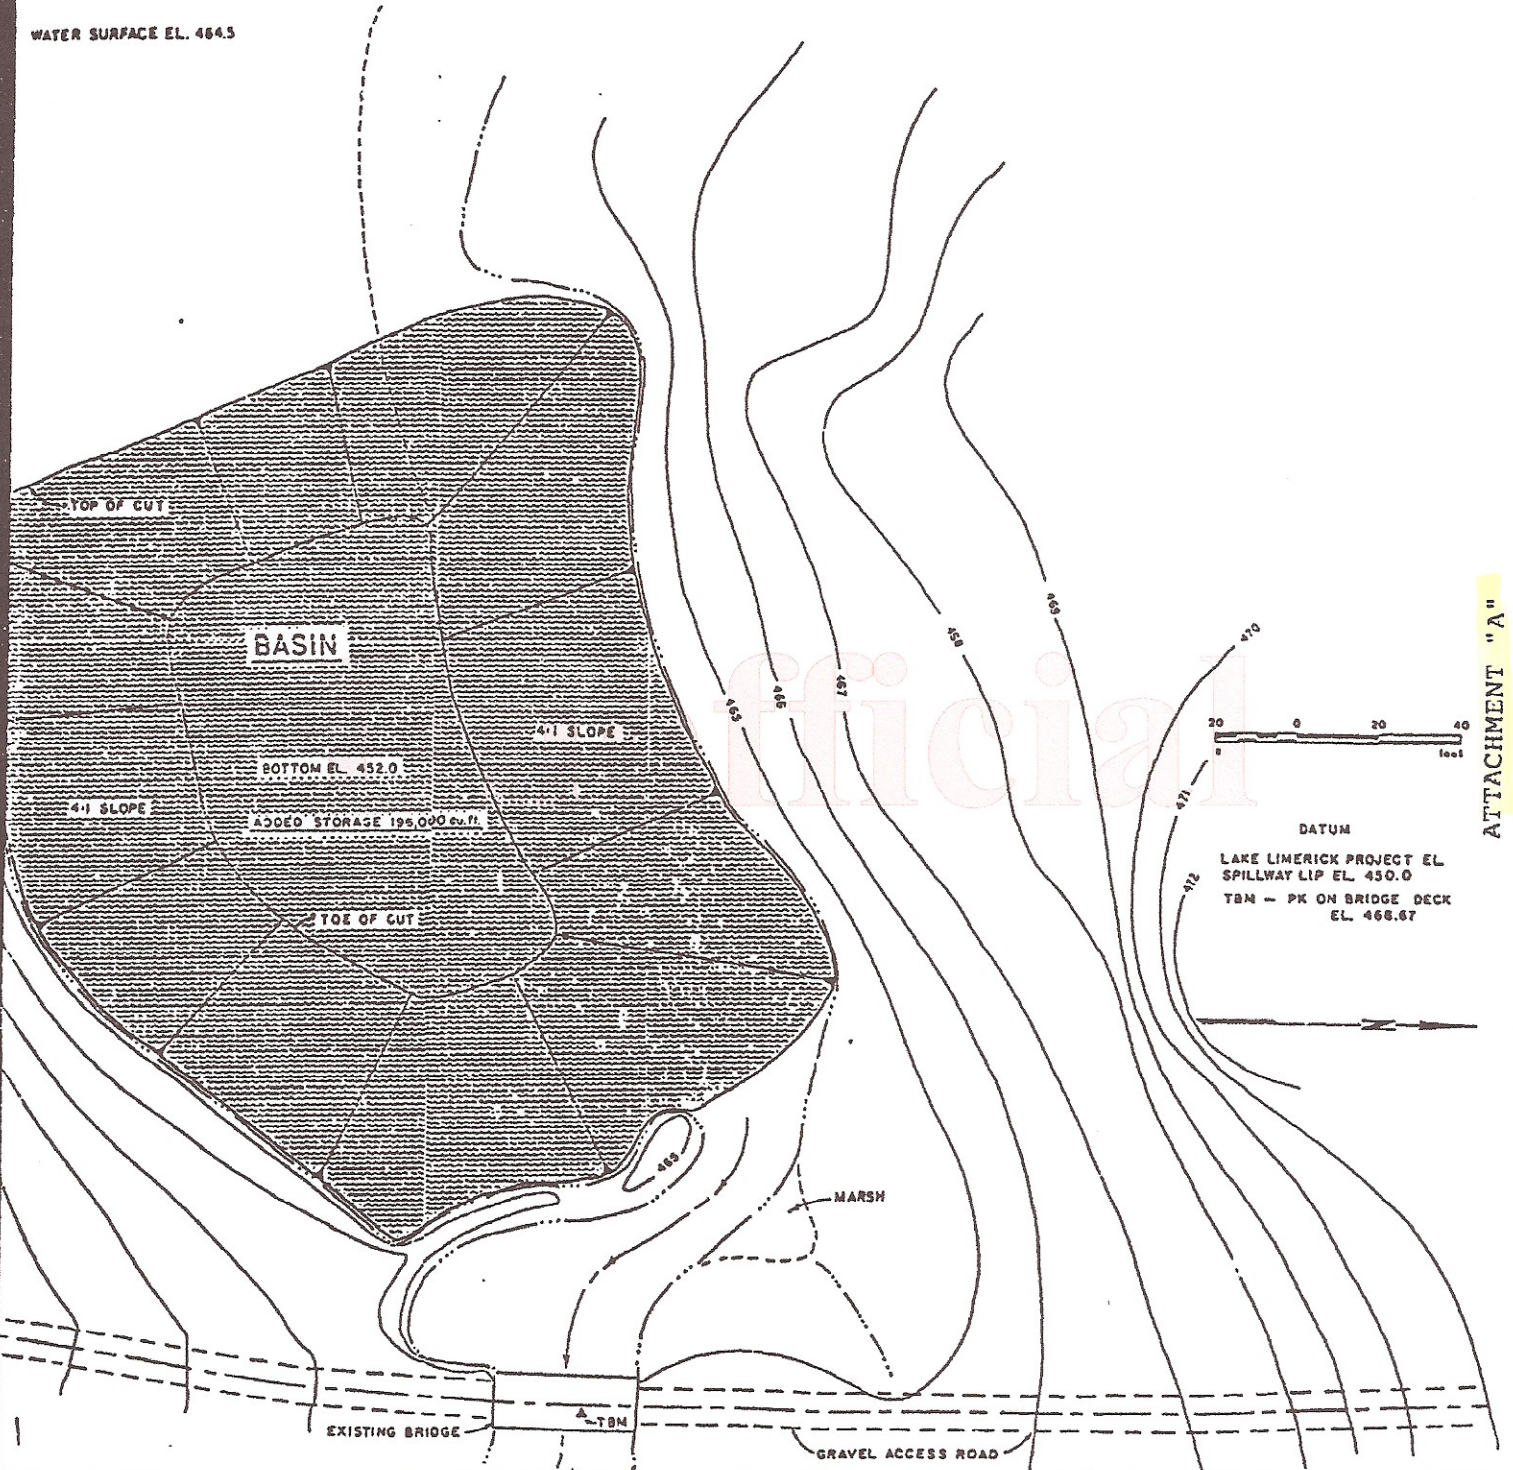 WATER SURFACE EL. 464.5
TOP OF CUT
BASIN
4:1 SLOPE
BOTTOM EL. 452.0
4:1 SLOPE
ADDED STORAGE 195,000 cu.ft.
TOE OF CUT
465
466
467
468
469
470
471
472
465
20 0 20 40
feet
DATUM
LAKE LIMERICK PROJECT EL.
SPILLWAY LIP EL. 450.0
TBM — PK ON BRIDGE DECK
EL. 468.67
N
MARSH
TBM
EXISTING BRIDGE
GRAVEL ACCESS ROAD
ATTACHMENT "A"